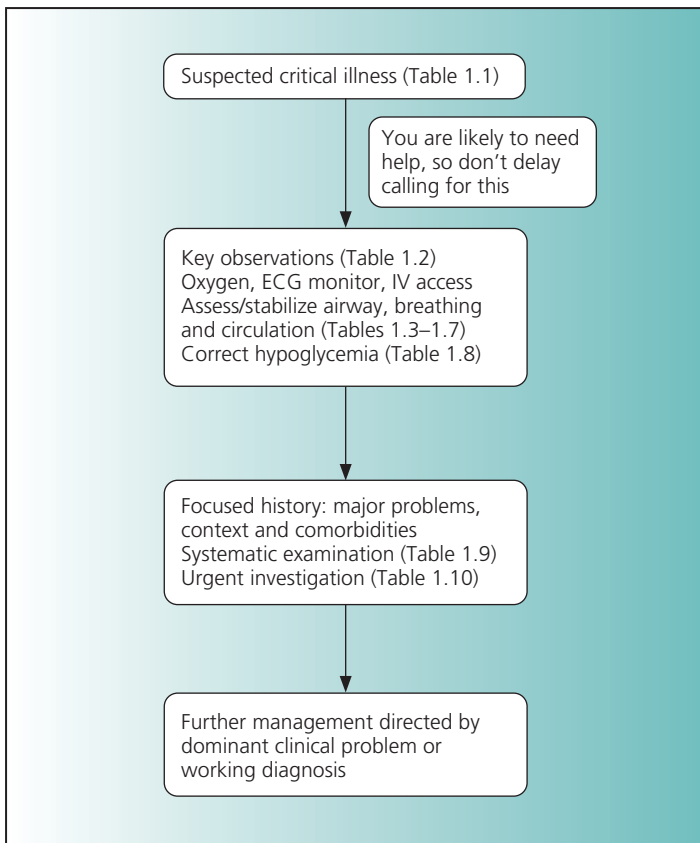 Suspected critical illness (Table 1.1)
You are likely to need
help, so don’t delay
calling for this
Key observations (Table 1.2)
Oxygen, ECG monitor, IV access
Assess/stabilize airway, breathing
and circulation (Tables 1.3–1.7)
Correct hypoglycemia (Table 1.8)
Focused history: major problems,
context and comorbidities
Systematic examination (Table 1.9)
Urgent investigation (Table 1.10)
Further management directed by
dominant clinical problem or
working diagnosis